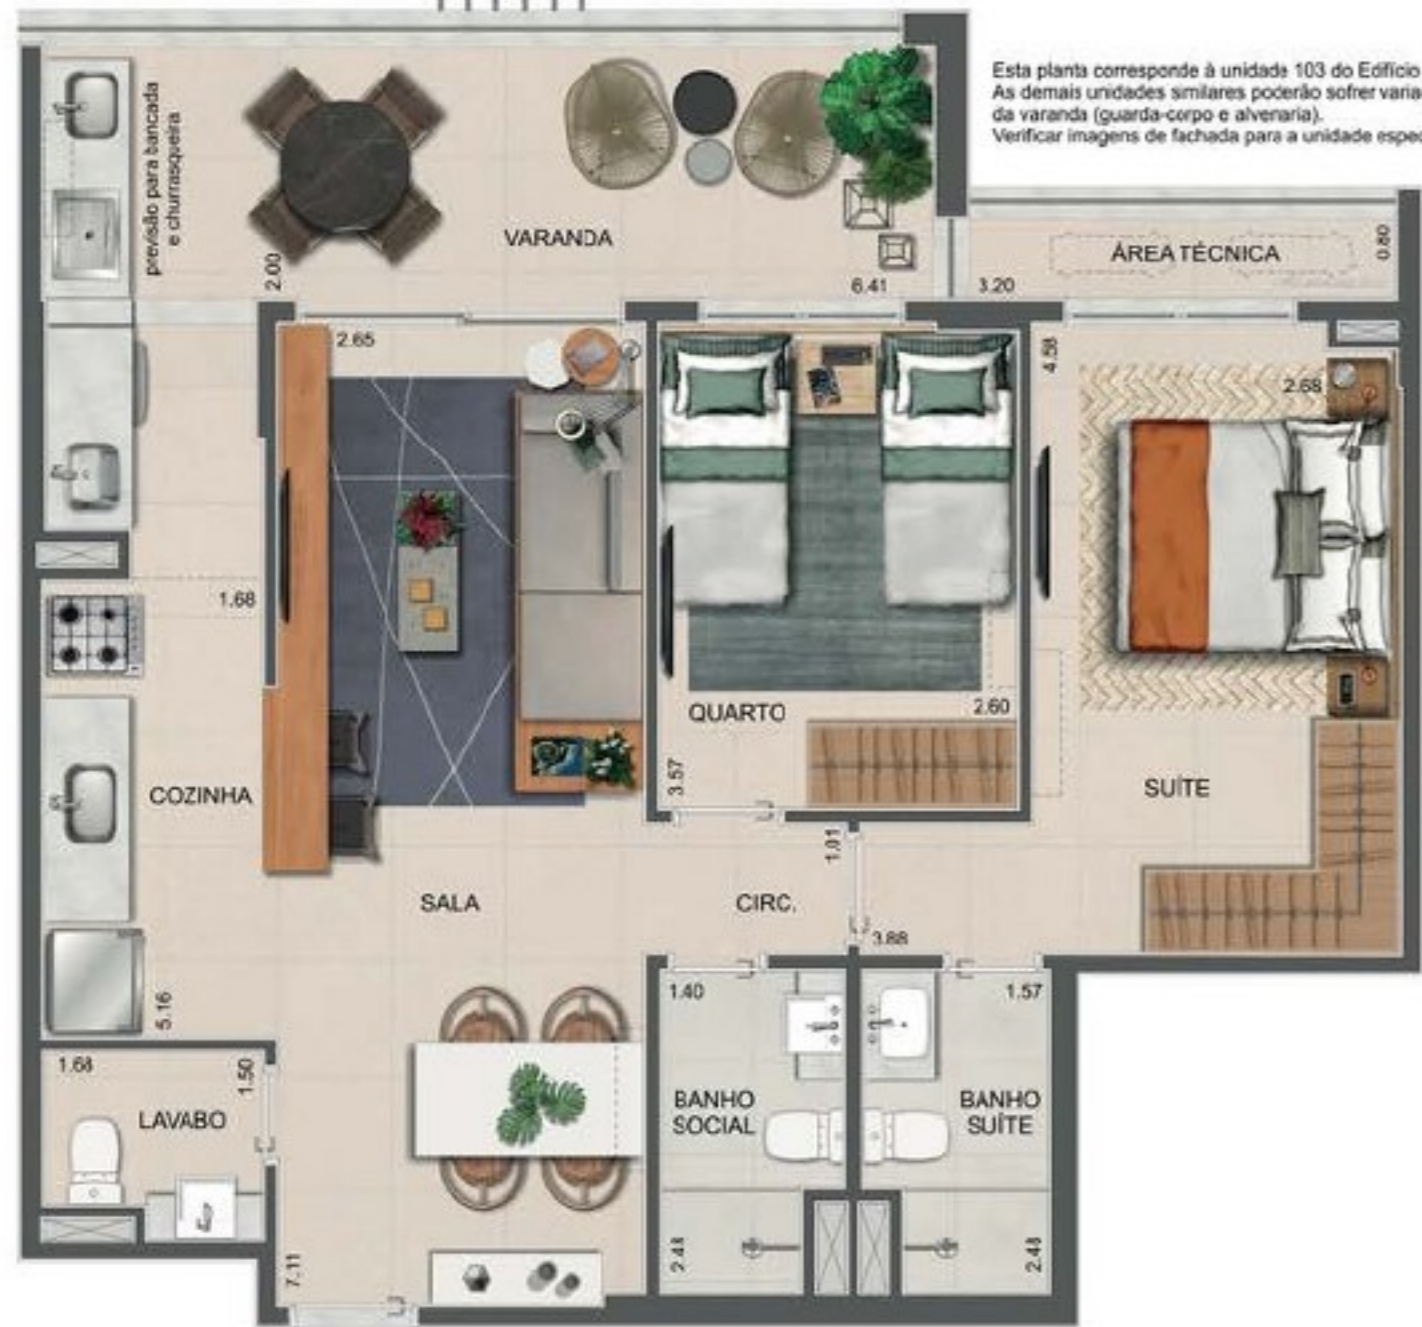 Esta planta corresponde à unidade 103 do Edifício
As demais unidades similares poderão sofrer varia
da varanda (guarda-corpo e alvenaria).
Verificar imagens de fachada para a unidade espec
previsão para bancada
e churrasqueira
VARANDA
2.00
6.41
ÁREA TÉCNICA
0.80
3.20
2.65
4.58
2.68
1.68
QUARTO
2.60
3.57
COZINHA
SUÍTE
1.01
SALA
CIRC.
3.88
5.16
1.40
1.57
1.68
1.50
LAVABO
BANHO
SOCIAL
BANHO
SUÍTE
7.11
2.48
2.48